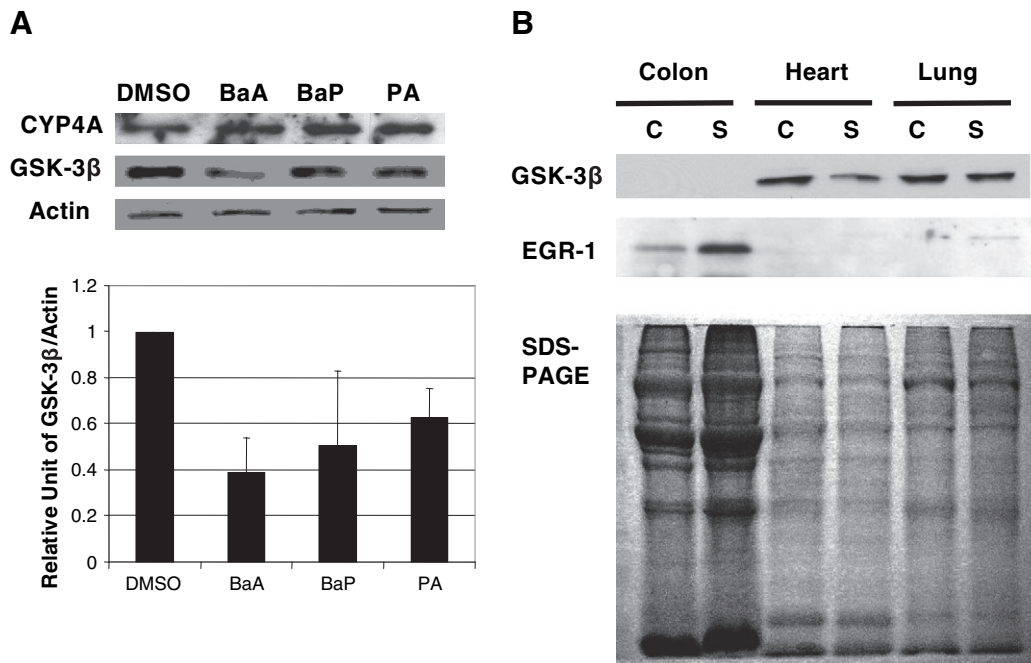 A
DMSO BaA BaP PA
CYP4A
GSK-3β
Actin
Relative Unit of GSK-3β/Actin
1.2
1
0.8
0.6
0.4
0.2
0
DMSO BaA BaP PA
B
Colon Heart Lung
C S C S C S
GSK-3β
EGR-1
SDS-
PAGE